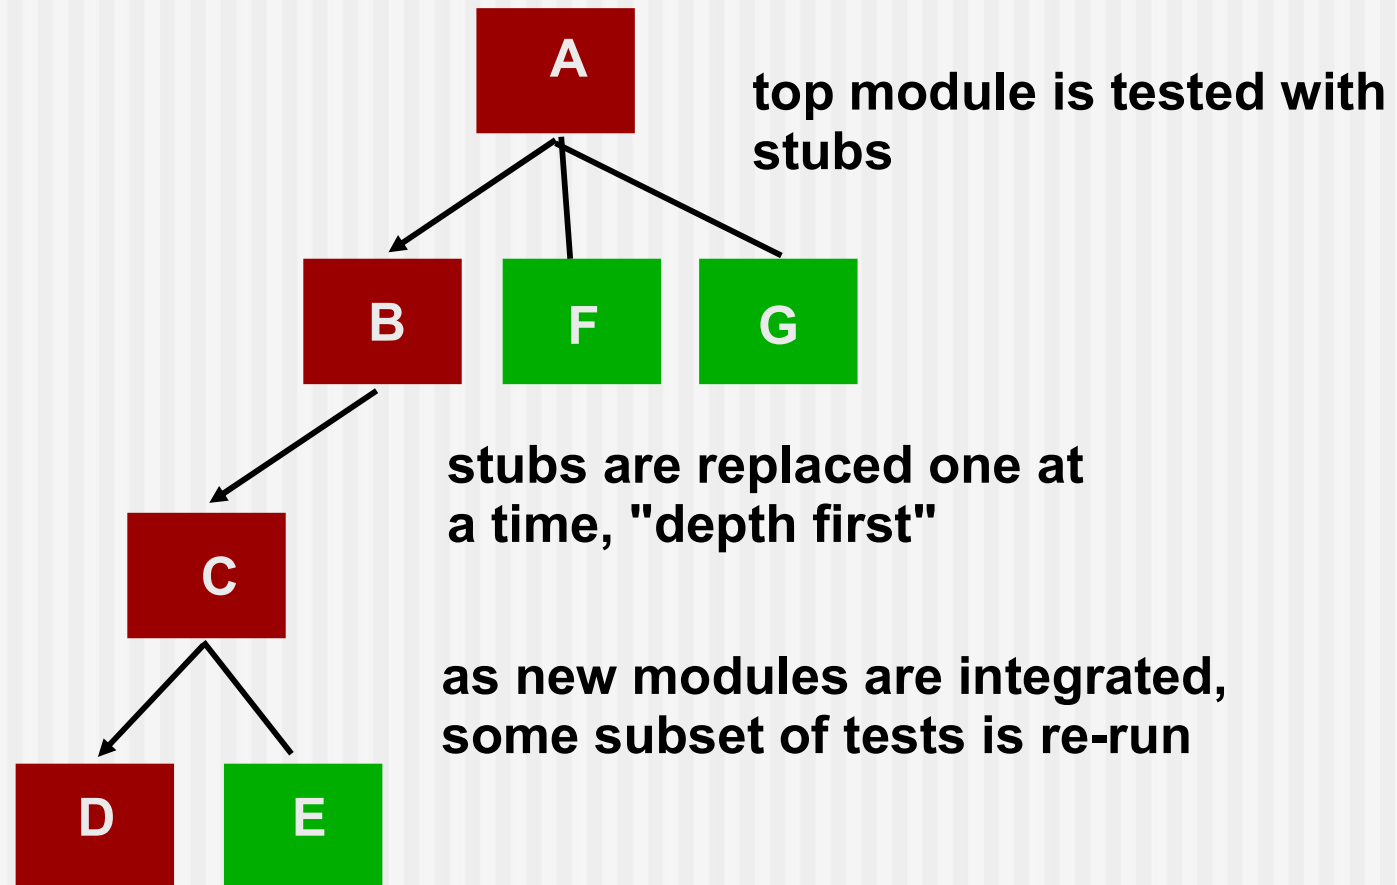 A
top module is tested with
stubs
B
F
G
stubs are replaced one at
a time, "depth first"
C
as new modules are integrated,
some subset of tests is re-run
D
E